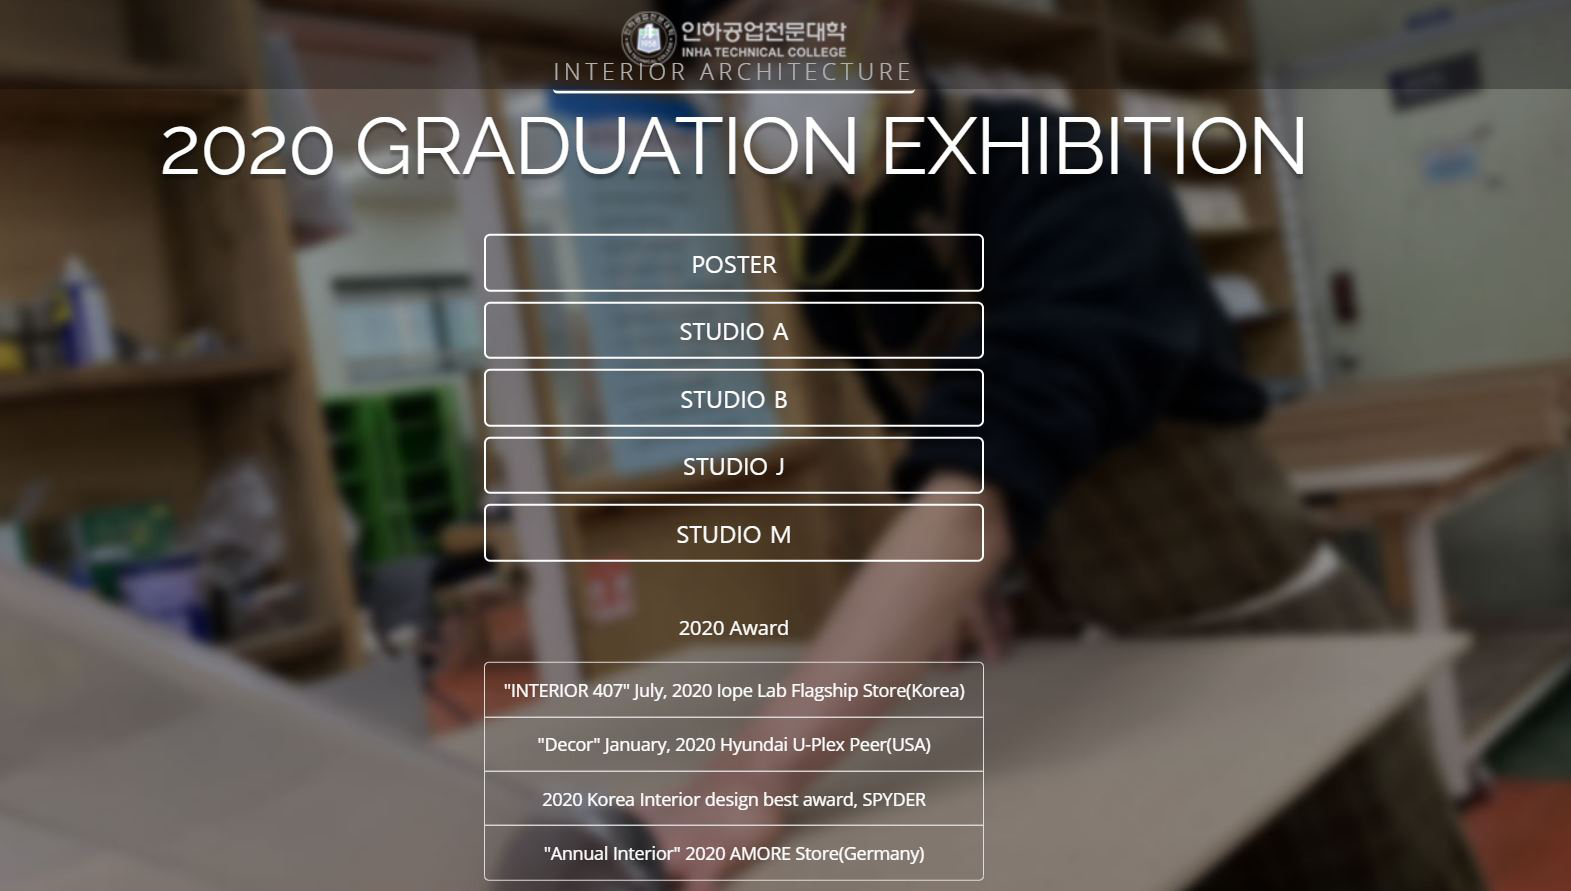 인하공업전문대학
INHA TECHNICAL COLLEGE
INTERIOR ARCHITECTURE
2020 GRADUATION EXHIBITION
POSTER
STUDIO A
STUDIO B
STUDIO J
STUDIO M
2020 Award
"INTERIOR 407" July, 2020 Iope Lab Flagship Store(Korea)
"Decor" January, 2020 Hyundai U-Plex Peer(USA)
2020 Korea Interior design best award, SPYDER
"Annual Interior" 2020 AMORE Store(Germany)